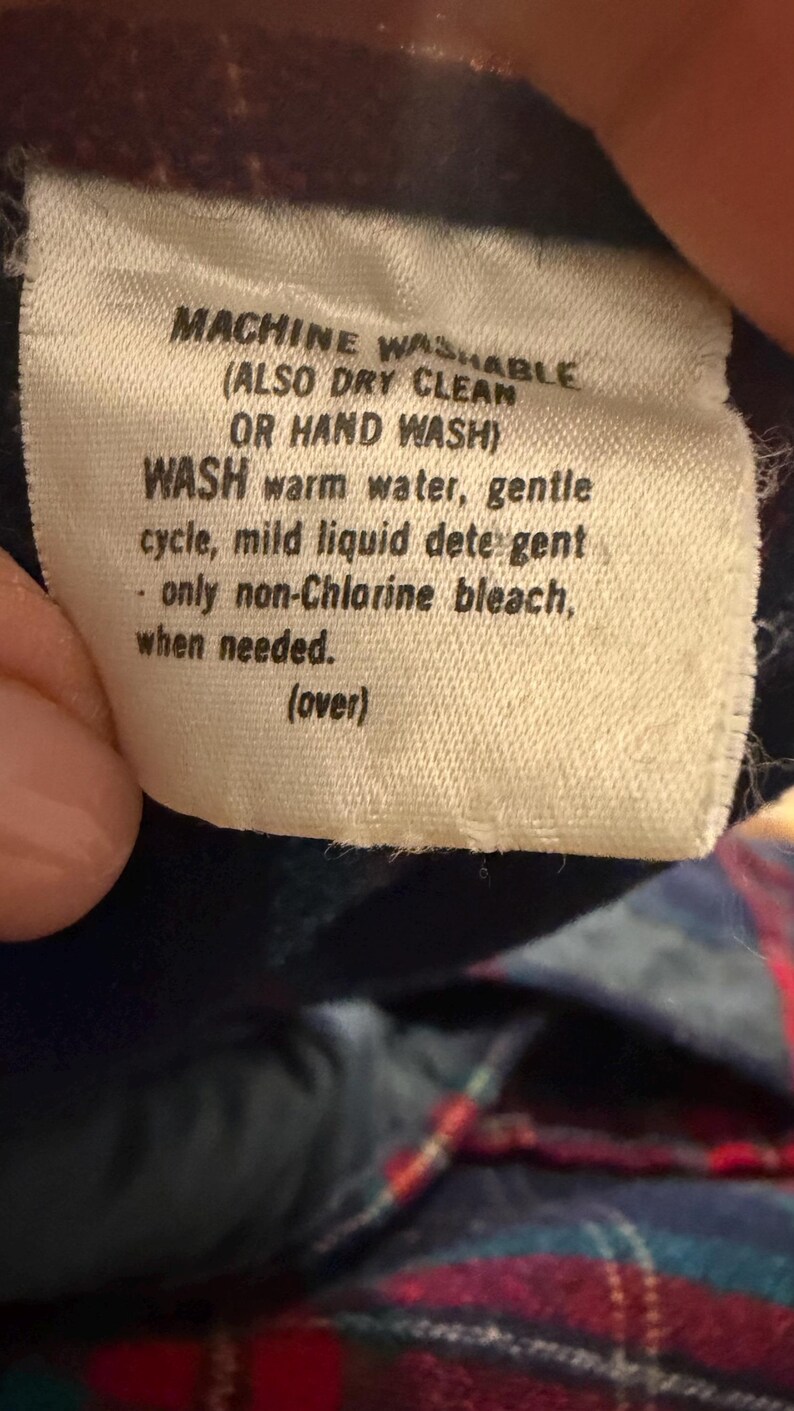 MACHINE WASHABLE
(ALSO DRY CLEAN
OR HAND WASH)
WASH warm water, gentle
cycle, mild liquid dete gent
- only non-Chlorine bleach,
when needed.
(over)